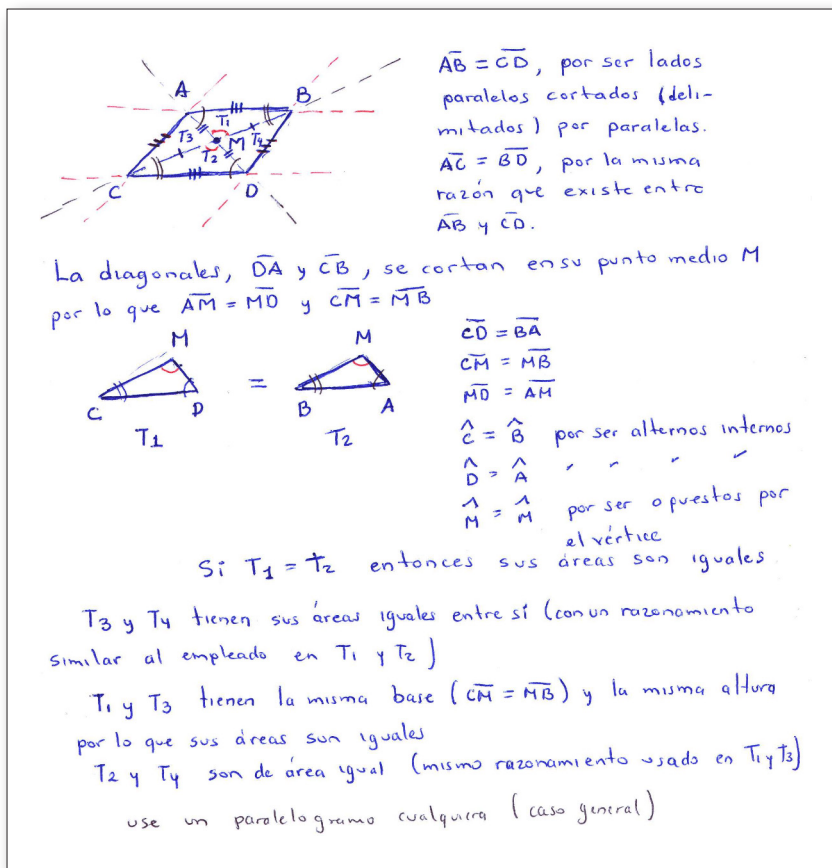 A B
T1
T3 M T4
T2
C D
AB = CD, por ser lados
paralelos cortados (deli-
mitados) por paralelas.
AC = BD, por la misma
razón que existe entre
AB y CD.
La diagonales, DA y CB, se cortan en su punto medio M
por lo que AM = MD y CM = MB
M M
C D = B A
T1 T2
CD = BA
CM = MB
MD = AM
Ĉ = B̂ por ser alternos internos
D̂ = Â " " " "
M̂ = M̂ por ser opuestos por
el vértice
Si T1 = T2 entonces sus áreas son iguales
T3 y T4 tienen sus áreas iguales entre sí (con un razonamiento
similar al empleado en T1 y T2)
T1 y T3 tienen la misma base (CM = MB) y la misma altura
por lo que sus áreas son iguales
T2 y T4 son de área igual (mismo razonamiento usado en T1 y T3)
use un paralelogramo cualquiera (caso general)